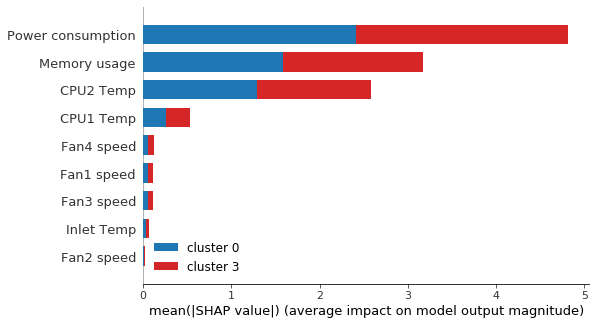 Power consumption
Memory usage
CPU2 Temp
CPU1 Temp
Fan4 speed
Fan1 speed
Fan3 speed
Inlet Temp
Fan2 speed
cluster 0
cluster 3
0 1 2 3 4 5
mean(|SHAP value|) (average impact on model output magnitude)